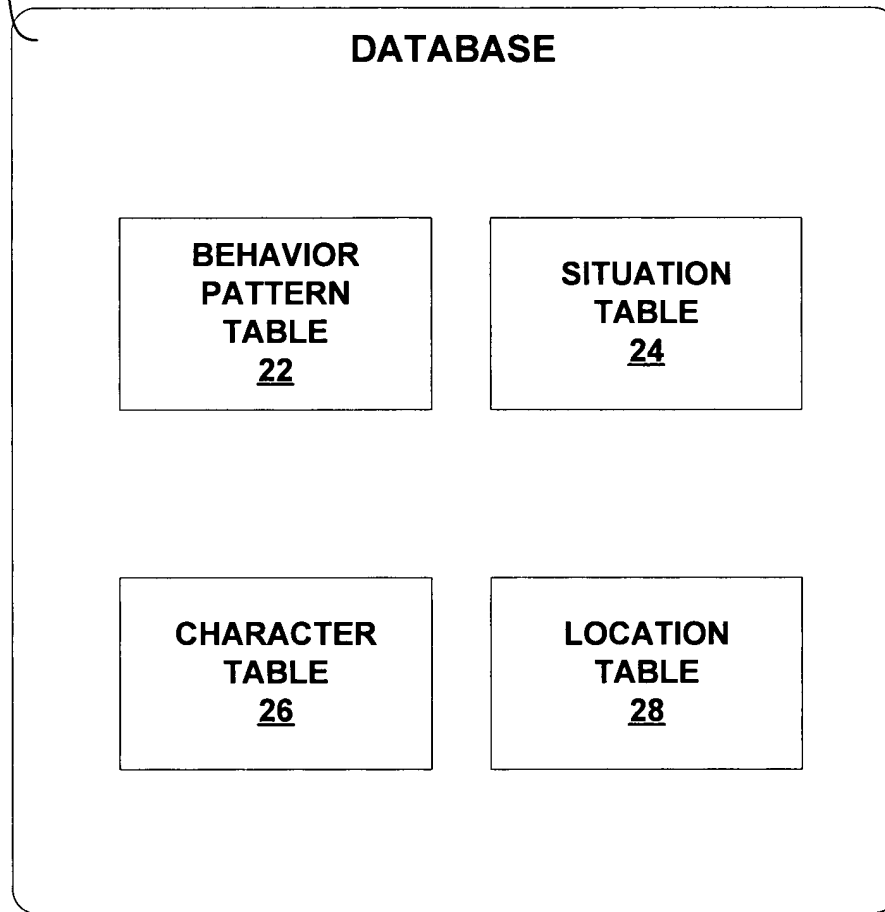 DATABASE
BEHAVIOR
PATTERN
TABLE
22
SITUATION
TABLE
24
CHARACTER
TABLE
26
LOCATION
TABLE
28